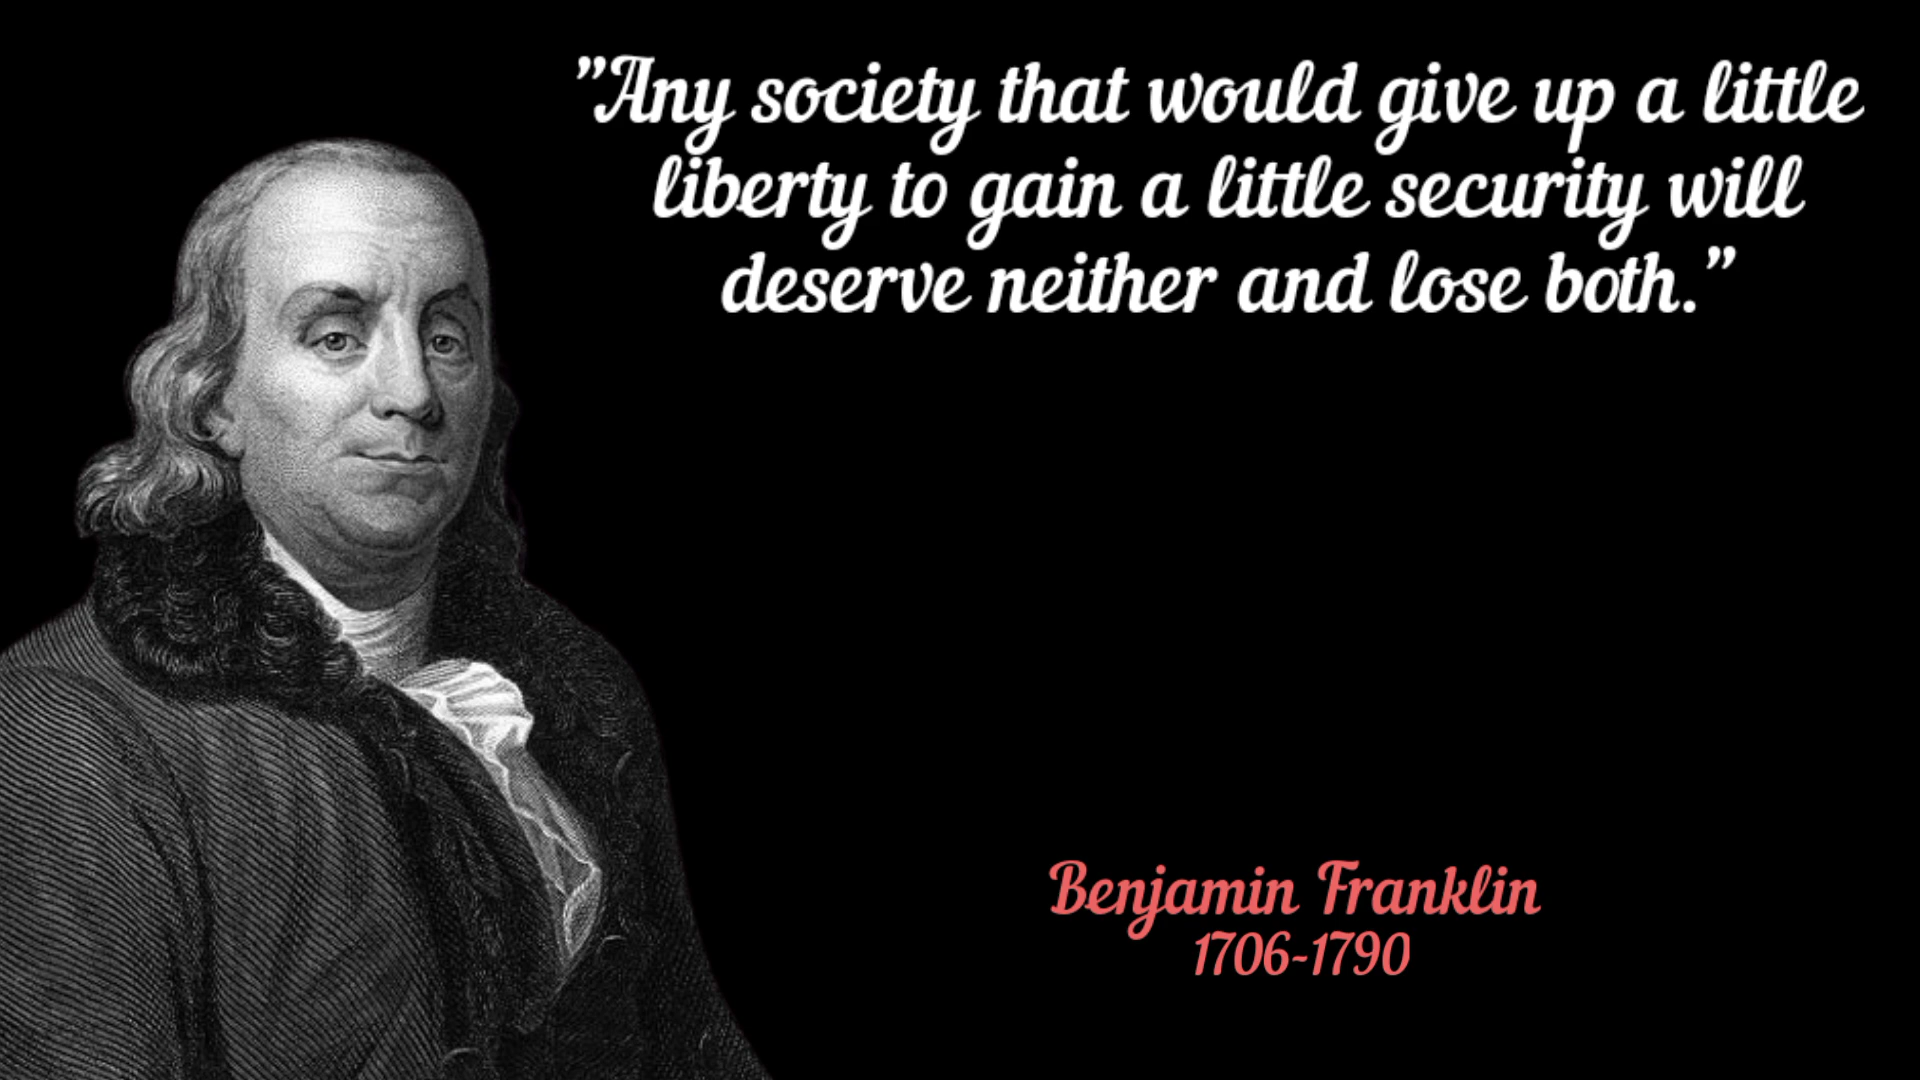 ”Any society that would give up a little
liberty to gain a little security will
deserve neither and lose both.”
Benjamin Franklin
1706-1790